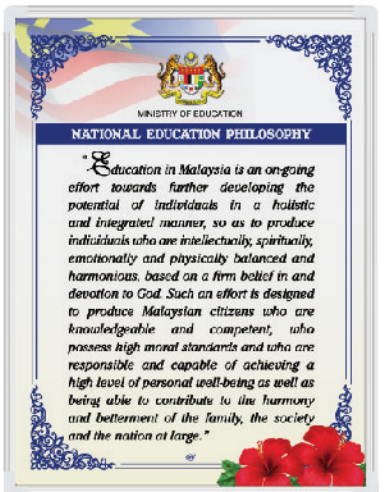 MINISTRY OF EDUCATION
NATIONAL EDUCATION PHILOSOPHY
"Education in Malaysia is an on-going
effort towards further developing the
potential of individuals in a holistic
and integrated manner, so as to produce
individuals who are intellectually, spiritually,
emotionally and physically balanced and
harmonious, based on a firm belief in and
devotion to God. Such an effort is designed
to produce Malaysian citizens who are
knowledgeable and competent, who
possess high moral standards and who are
responsible and capable of achieving a
high level of personal well-being as well as
being able to contribute to the harmony
and betterment of the family, the society
and the nation at large."